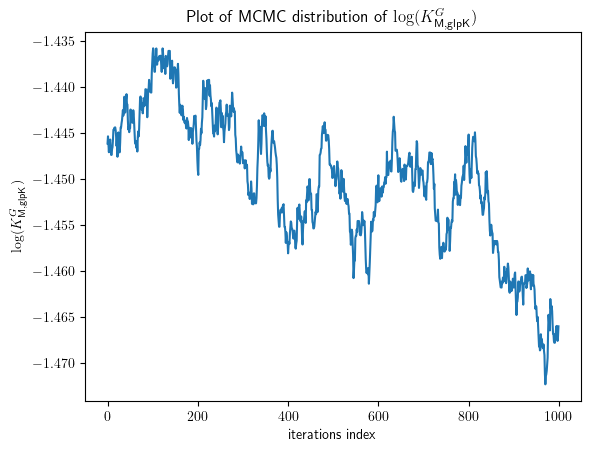 Plot of MCMC distribution of log(K^G_M,glpK)
−1.435
−1.440
−1.445
−1.450
−1.455
−1.460
−1.465
−1.470
log(K^G_M,glpK)
0 200 400 600 800 1000
iterations index